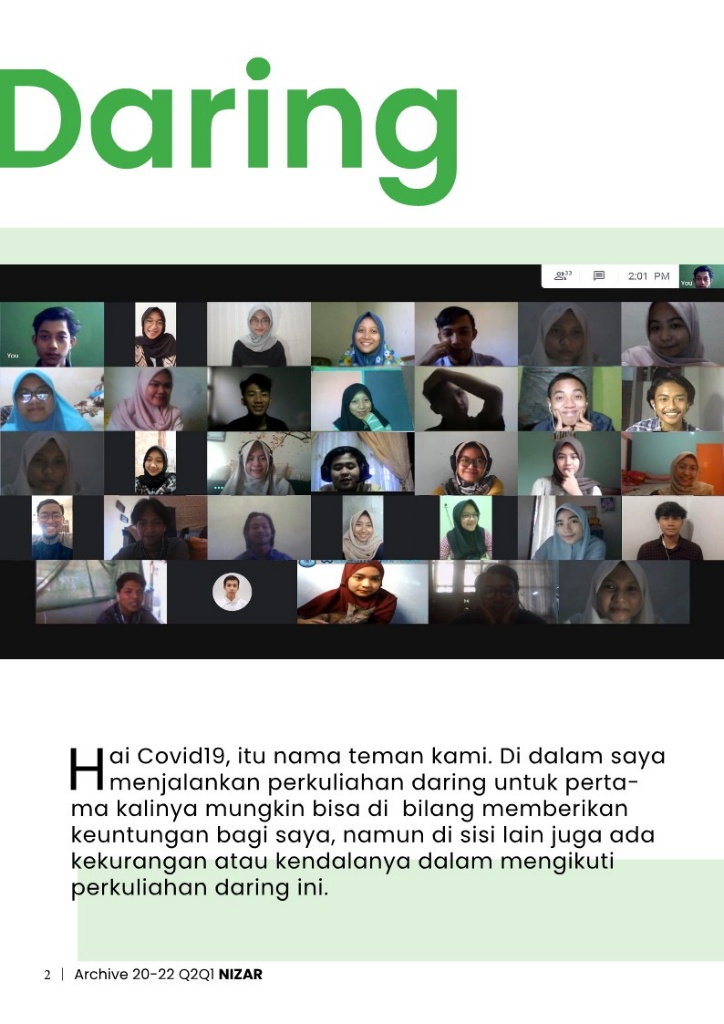 Daring
33
2:01 PM
You
You
Hai Covid19, itu nama teman kami. Di dalam saya
menjalankan perkuliahan daring untuk perta-
ma kalinya mungkin bisa di  bilang memberikan
keuntungan bagi saya, namun di sisi lain juga ada
kekurangan atau kendalanya dalam mengikuti
perkuliahan daring ini.
2 | Archive 20-22 Q2Q1 NIZAR